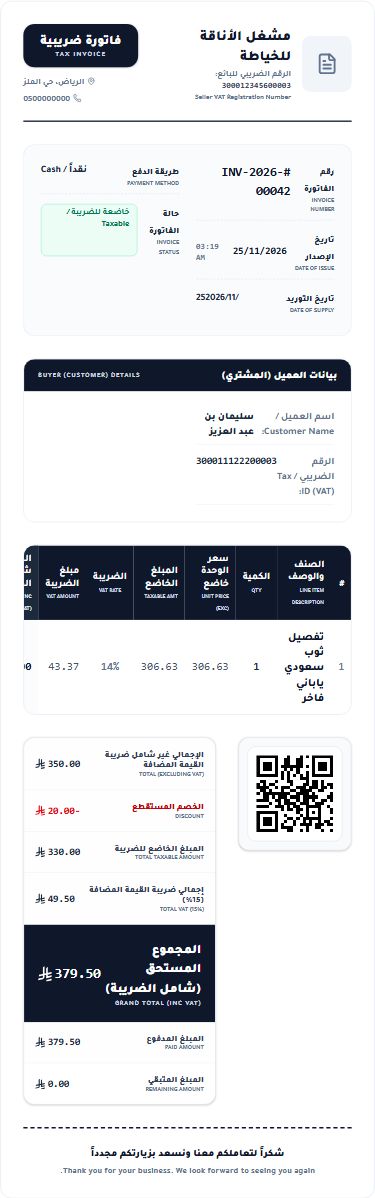 مشغل الأناقة
للخياطة
الرقم الضريبي للبائع:
300012345600003
Seller VAT Registration Number
فاتورة ضريبية
TAX INVOICE
الرياض، حي الملز
0500000000
رقم
الفاتورة
INVOICE
NUMBER
INV-2026-#
00042
تاريخ
الإصدار
DATE OF ISSUE
25/11/2026
03:19
AM
تاريخ التوريد
DATE OF SUPPLY
252026/11/
طريقة الدفع
PAYMENT METHOD
نقداً / Cash
حالة
الفاتورة
INVOICE
STATUS
خاضعة للضريبة /
Taxable
بيانات العميل (المشتري)
BUYER (CUSTOMER) DETAILS
اسم العميل /
Customer Name:
سليمان بن
عبد العزيز
الرقم
الضريبي / Tax
ID (VAT):
300011122200003
#
الصنف
والوصف
LINE ITEM
DESCRIPTION
الكمية
QTY
سعر
الوحدة
خاضع
UNIT PRICE
(EXC)
المبلغ
الخاضع
TAXABLE AMT
الضريبة
VAT RATE
مبلغ
الضريبة
VAT AMOUNT
1
تفصيل
ثوب
سعودي
ياباني
فاخر
1
306.63
306.63
14%
43.37
الإجمالي غير شامل ضريبة
القيمة المضافة
TOTAL (EXCLUDING VAT)
350.00
الخصم المستقطع
DISCOUNT
20.00-
المبلغ الخاضع للضريبة
TOTAL TAXABLE AMOUNT
330.00
إجمالي ضريبة القيمة المضافة
(15%)
TOTAL VAT (15%)
49.50
المجموع
المستحق
(شامل الضريبة)
GRAND TOTAL (INC VAT)
379.50
المبلغ المدفوع
PAID AMOUNT
379.50
المبلغ المتبقي
REMAINING AMOUNT
0.00
شكراً لتعاملكم معنا ونسعد بزيارتكم مجدداً
Thank you for your business. We look forward to seeing you again.